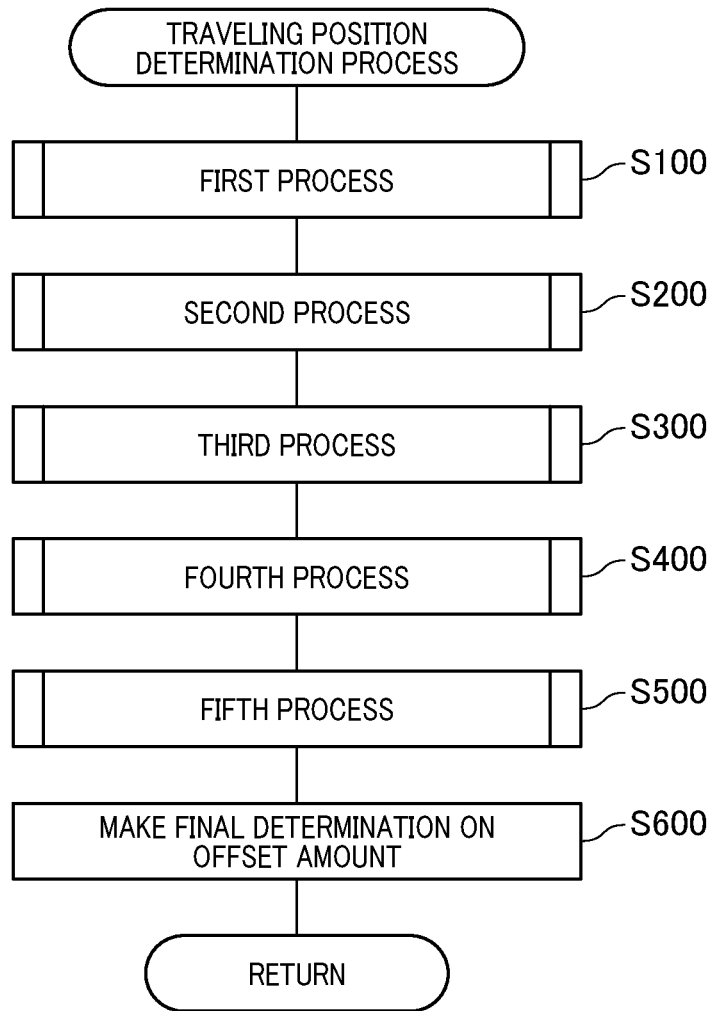 TRAVELING POSITION
DETERMINATION PROCESS
FIRST PROCESS
S100
SECOND PROCESS
S200
THIRD PROCESS
S300
FOURTH PROCESS
S400
FIFTH PROCESS
S500
MAKE FINAL DETERMINATION ON
OFFSET AMOUNT
S600
RETURN